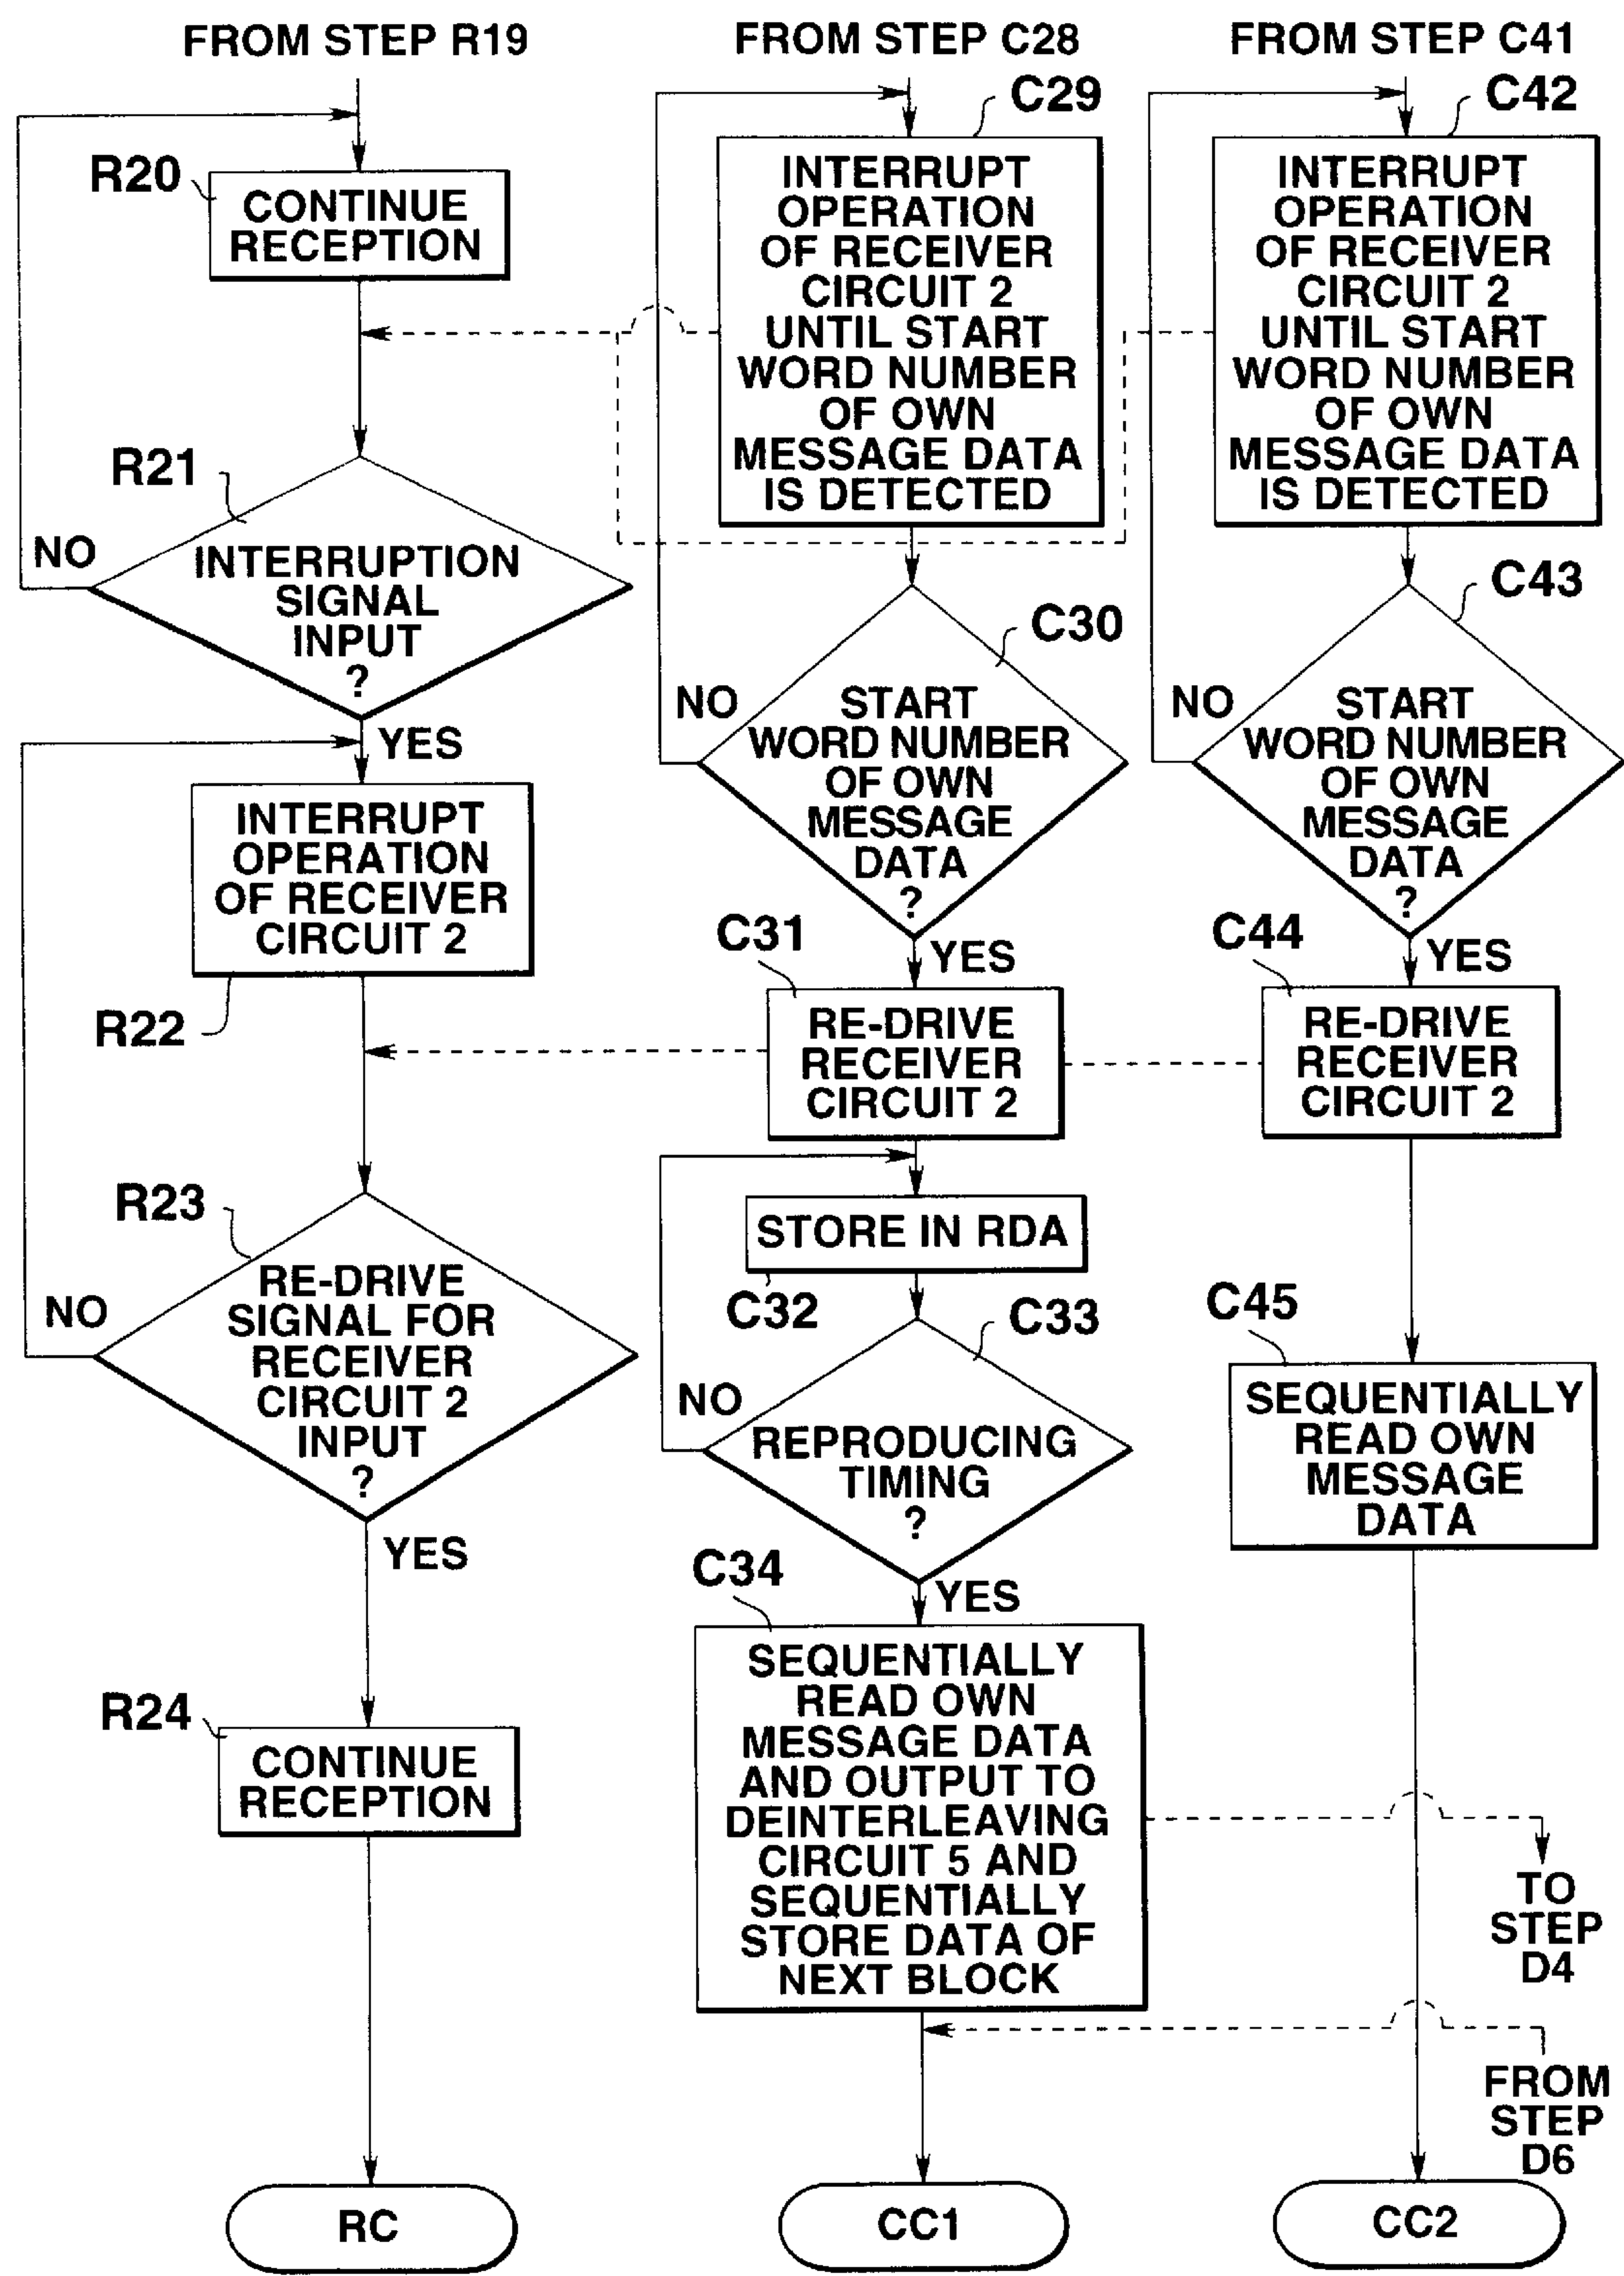 FROM STEP R19
R20
CONTINUE
RECEPTION
R21
NO
INTERRUPTION
SIGNAL
INPUT
?
YES
INTERRUPT
OPERATION
OF RECEIVER
CIRCUIT 2
R22
R23
NO
RE-DRIVE
SIGNAL FOR
RECEIVER
CIRCUIT 2
INPUT
?
YES
R24
CONTINUE
RECEPTION
RC
FROM STEP C28
C29
INTERRUPT
OPERATION
OF RECEIVER
CIRCUIT 2
UNTIL START
WORD NUMBER
OF OWN
MESSAGE DATA
IS DETECTED
C30
NO
START
WORD NUMBER
OF OWN
MESSAGE
DATA
?
YES
C31
RE-DRIVE
RECEIVER
CIRCUIT 2
STORE IN RDA
C32
C33
NO
REPRODUCING
TIMING
?
YES
C34
SEQUENTIALLY
READ OWN
MESSAGE DATA
AND OUTPUT TO
DEINTERLEAVING
CIRCUIT 5 AND
SEQUENTIALLY
STORE DATA OF
NEXT BLOCK
CC1
FROM STEP C41
C42
INTERRUPT
OPERATION
OF RECEIVER
CIRCUIT 2
UNTIL START
WORD NUMBER
OF OWN
MESSAGE DATA
IS DETECTED
C43
NO
START
WORD NUMBER
OF OWN
MESSAGE
DATA
?
YES
C44
RE-DRIVE
RECEIVER
CIRCUIT 2
C45
SEQUENTIALLY
READ OWN
MESSAGE
DATA
TO
STEP
D4
FROM
STEP
D6
CC2